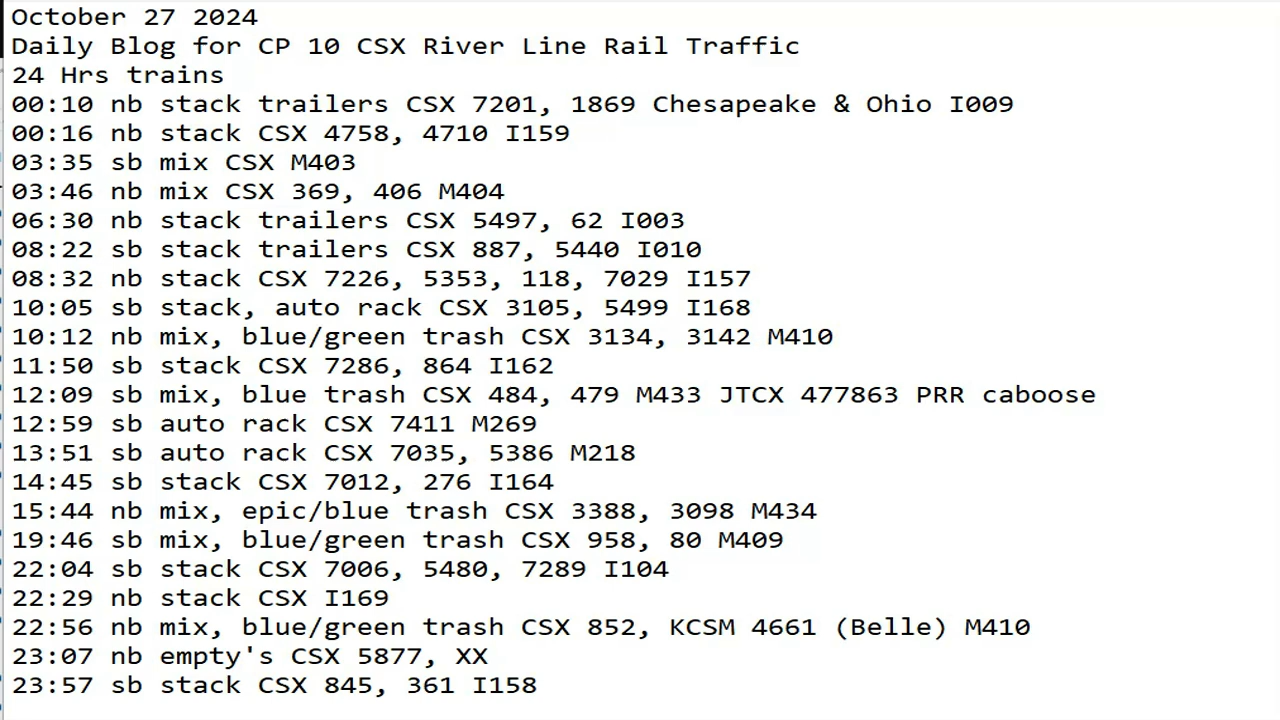 October 27 2024
Daily Blog for CP 10 CSX River Line Rail Traffic
24 Hrs trains
00:10 nb stack trailers CSX 7201, 1869 Chesapeake & Ohio I009
00:16 nb stack CSX 4758, 4710 I159
03:35 sb mix CSX M403
03:46 nb mix CSX 369, 406 M404
06:30 nb stack trailers CSX 5497, 62 I003
08:22 sb stack trailers CSX 887, 5440 I010
08:32 nb stack CSX 7226, 5353, 118, 7029 I157
10:05 sb stack, auto rack CSX 3105, 5499 I168
10:12 nb mix, blue/green trash CSX 3134, 3142 M410
11:50 sb stack CSX 7286, 864 I162
12:09 sb mix, blue trash CSX 484, 479 M433 JTCX 477863 PRR caboose
12:59 sb auto rack CSX 7411 M269
13:51 sb auto rack CSX 7035, 5386 M218
14:45 sb stack CSX 7012, 276 I164
15:44 nb mix, epic/blue trash CSX 3388, 3098 M434
19:46 sb mix, blue/green trash CSX 958, 80 M409
22:04 sb stack CSX 7006, 5480, 7289 I104
22:29 nb stack CSX I169
22:56 nb mix, blue/green trash CSX 852, KCSM 4661 (Belle) M410
23:07 nb empty's CSX 5877, XX
23:57 sb stack CSX 845, 361 I158